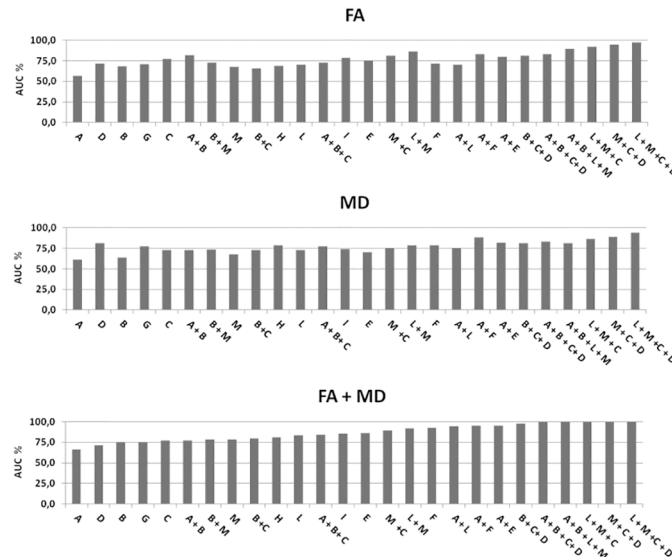 FA
AUC %
100,0
75,0
50,0
25,0
0,0
A
D
B
G
C
A + B
B + M
M
B + C
H
L
A + B + C
I
E
M + C
L + M
F
A + L
A + F
A + E
B + C + D
A + B + C + D
A + B + L + M
L + M + C
M + C + D
L + M + C + D
MD
AUC %
100,0
75,0
50,0
25,0
0,0
A
D
B
G
C
A + B
B + M
M
B + C
H
L
A + B + C
I
E
M + C
L + M
F
A + L
A + F
A + E
B + C + D
A + B + C + D
A + B + L + M
L + M + C
M + C + D
L + M + C + D
FA + MD
AUC %
100,0
75,0
50,0
25,0
0,0
A
D
B
G
C
A + B
B + M
M
B + C
H
L
A + B + C
I
E
M + C
L + M
F
A + L
A + F
A + E
B + C + D
A + B + C + D
A + B + L + M
L + M + C
M + C + D
L + M + C + D